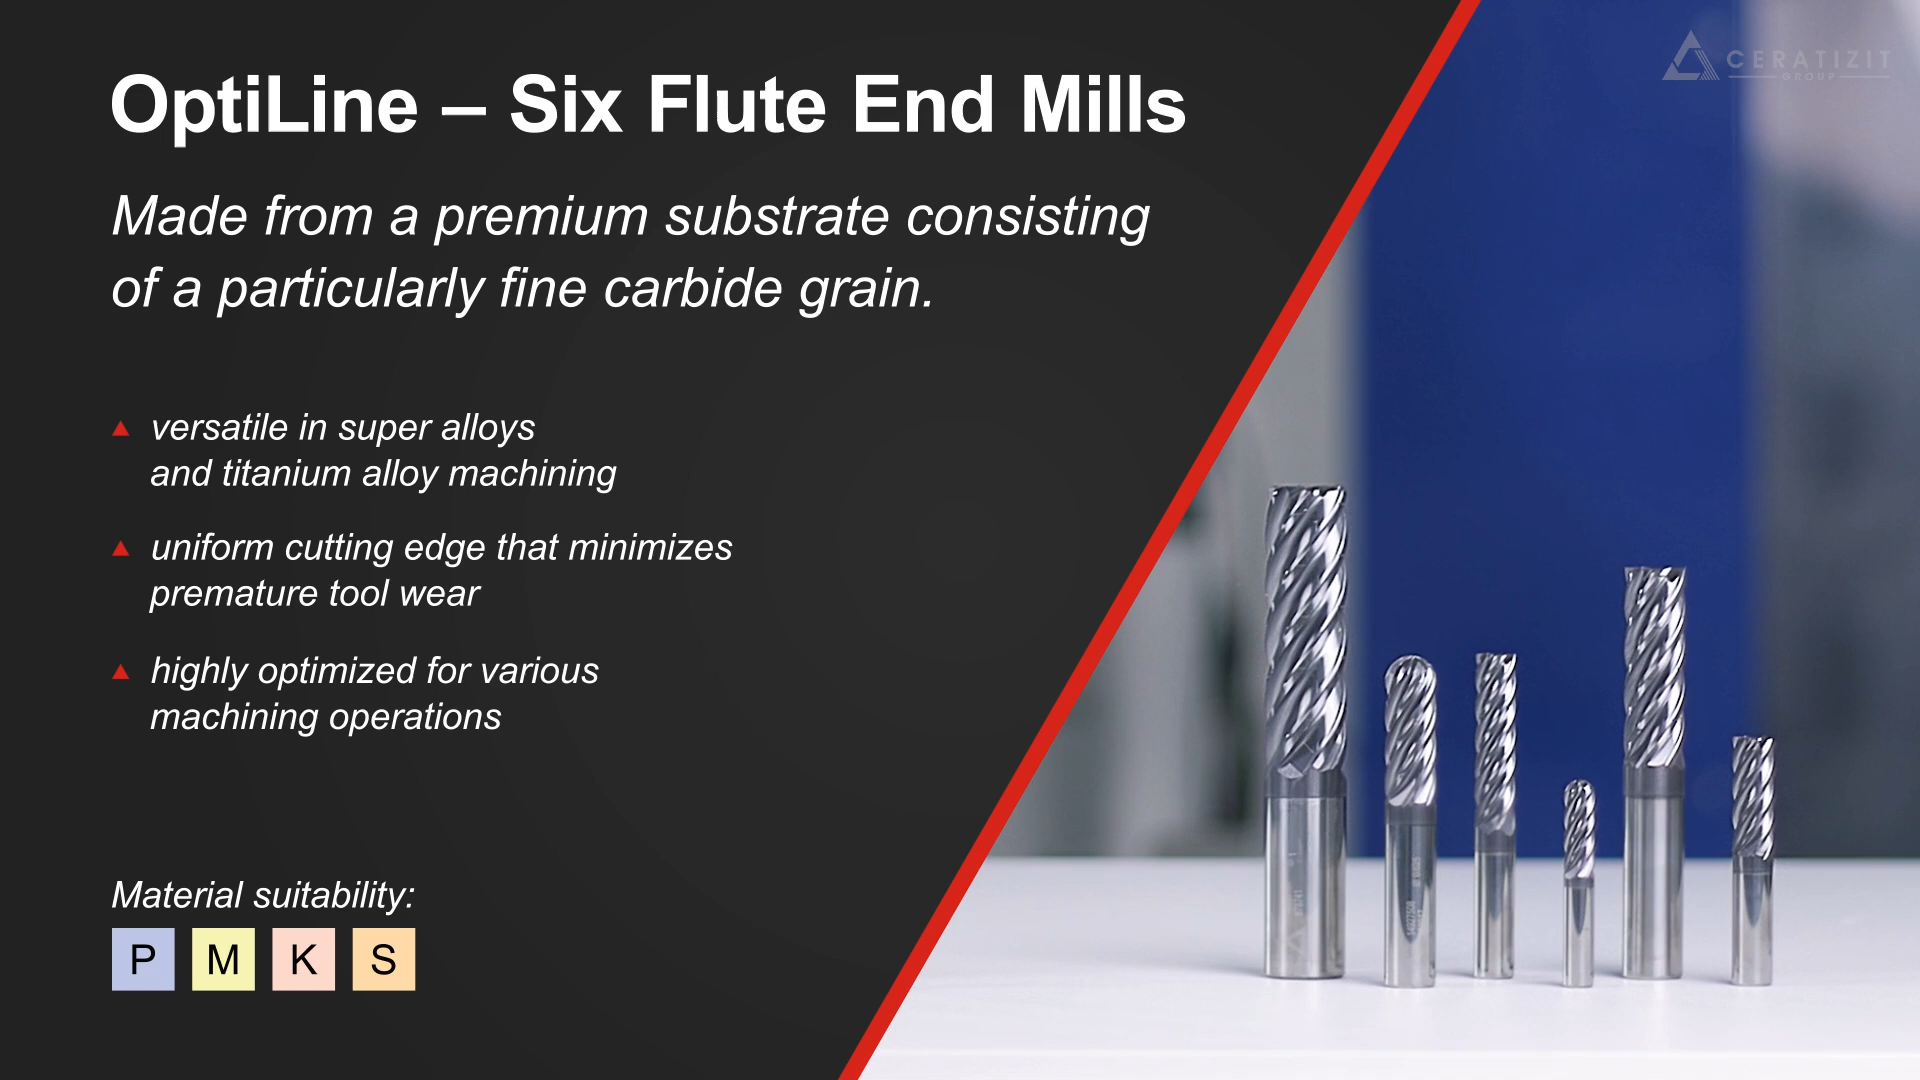 OptiLine – Six Flute End Mills
Made from a premium substrate consisting
of a particularly fine carbide grain.
versatile in super alloys
and titanium alloy machining
uniform cutting edge that minimizes
premature tool wear
highly optimized for various
machining operations
Material suitability:
P M K S
CERATIZIT
GROUP